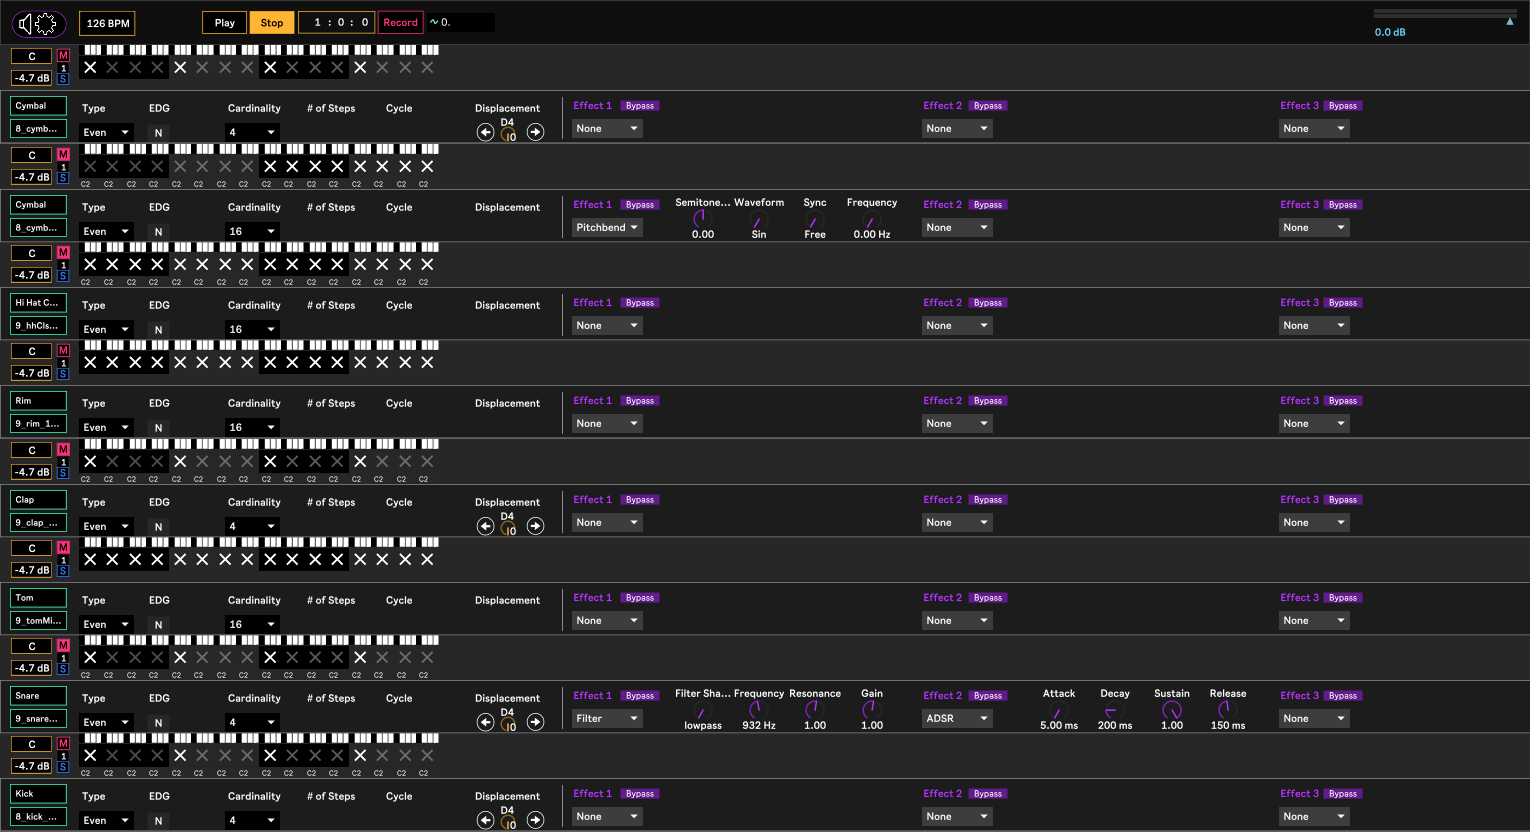 126 BPM Play Stop 1 : 0 : 0 Record 0. 0.0 dB
C M
1
-4.7 dB S
Cymbal Type EDG Cardinality # of Steps Cycle Displacement Effect 1 Bypass Effect 2 Bypass Effect 3 Bypass
D4
8_cymb... Even N 4 0 None None None
C M
1
-4.7 dB S
C2 C2 C2 C2 C2 C2 C2 C2 C2 C2 C2 C2 C2 C2 C2 C2
Cymbal Type EDG Cardinality # of Steps Cycle Displacement Effect 1 Bypass Semitone... Waveform Sync Frequency Effect 2 Bypass Effect 3 Bypass
8_cymb... Even N 16 Pitchbend 0.00 Sin Free 0.00 Hz None None
C M
1
-4.7 dB S
C2 C2 C2 C2 C2 C2 C2 C2 C2 C2 C2 C2 C2 C2 C2 C2
Hi Hat C... Type EDG Cardinality # of Steps Cycle Displacement Effect 1 Bypass Effect 2 Bypass Effect 3 Bypass
9_hhCls... Even N 16 None None None
C M
1
-4.7 dB S
Rim Type EDG Cardinality # of Steps Cycle Displacement Effect 1 Bypass Effect 2 Bypass Effect 3 Bypass
9_rim_1... Even N 16 None None None
C M
1
-4.7 dB S
C2 C2 C2 C2 C2 C2 C2 C2 C2 C2 C2 C2 C2 C2 C2 C2
Clap Type EDG Cardinality # of Steps Cycle Displacement Effect 1 Bypass Effect 2 Bypass Effect 3 Bypass
D4
9_clap_... Even N 4 0 None None None
C M
1
-4.7 dB S
Tom Type EDG Cardinality # of Steps Cycle Displacement Effect 1 Bypass Effect 2 Bypass Effect 3 Bypass
9_tomMi... Even N 16 None None None
C M
1
-4.7 dB S
C2 C2 C2 C2 C2 C2 C2 C2 C2 C2 C2 C2 C2 C2 C2 C2
Snare Type EDG Cardinality # of Steps Cycle Displacement Effect 1 Bypass Filter Sha... Frequency Resonance Gain Effect 2 Bypass Attack Decay Sustain Release Effect 3 Bypass
D4
9_snare... Even N 4 0 Filter lowpass 932 Hz 1.00 1.00 ADSR 5.00 ms 200 ms 1.00 150 ms None
C M
1
-4.7 dB S
C2 C2 C2 C2 C2 C2 C2 C2 C2 C2 C2 C2 C2 C2 C2 C2
Kick Type EDG Cardinality # of Steps Cycle Displacement Effect 1 Bypass Effect 2 Bypass Effect 3 Bypass
D4
8_kick_... Even N 4 0 None None None